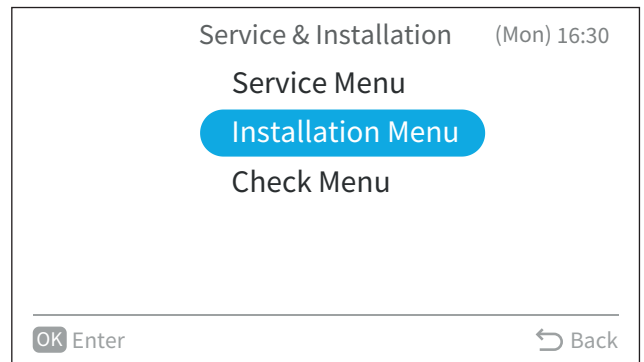 Service & Installation (Mon) 16:30
Service Menu
Installation Menu
Check Menu
OK Enter Back